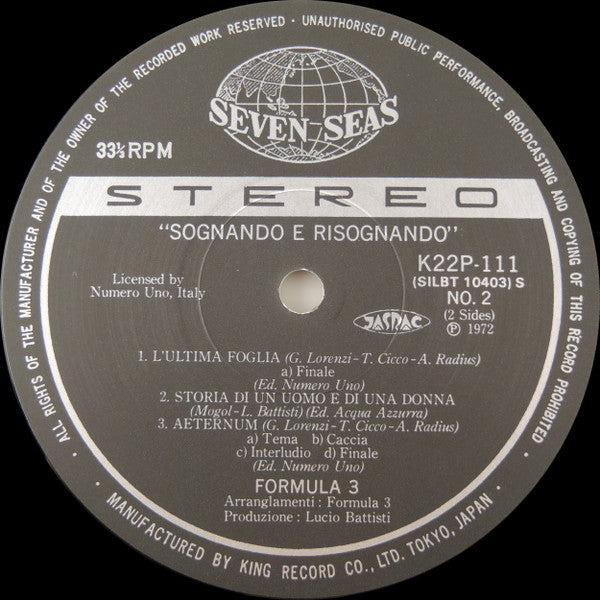 ALL RIGHTS OF THE MANUFACTURER AND OF THE OWNER OF THE RECORDED WORK RESERVED · UNAUTHORISED PUBLIC PERFORMANCE, BROADCASTING AND COPYING OF THIS RECORD PROHIBITED
SEVEN SEAS
33⅓ RPM
STEREO
"SOGNANDO E RISOGNANDO"
K22P-111
(SILBT 10403) S
Licensed by
Numero Uno, Italy
NO. 2
(2 Sides)
JASRAC
Ⓟ 1972
1. L'ULTIMA FOGLIA (G. Lorenzi-T. Cicco-A. Radius)
a) Finale
(Ed. Numero Uno)
2. STORIA DI UN UOMO E DI UNA DONNA
(Mogol-L. Battisti) (Ed. Acqua Azzurra)
3. AETERNUM (G. Lorenzi-T. Cicco-A. Radius)
a) Tema b) Caccia
c) Interludio d) Finale
(Ed. Numero Uno)
FORMULA 3
Arranglamenti : Formula 3
Produzione : Lucio Battisti
· MANUFACTURED BY KING RECORD CO., LTD. TOKYO, JAPAN ·